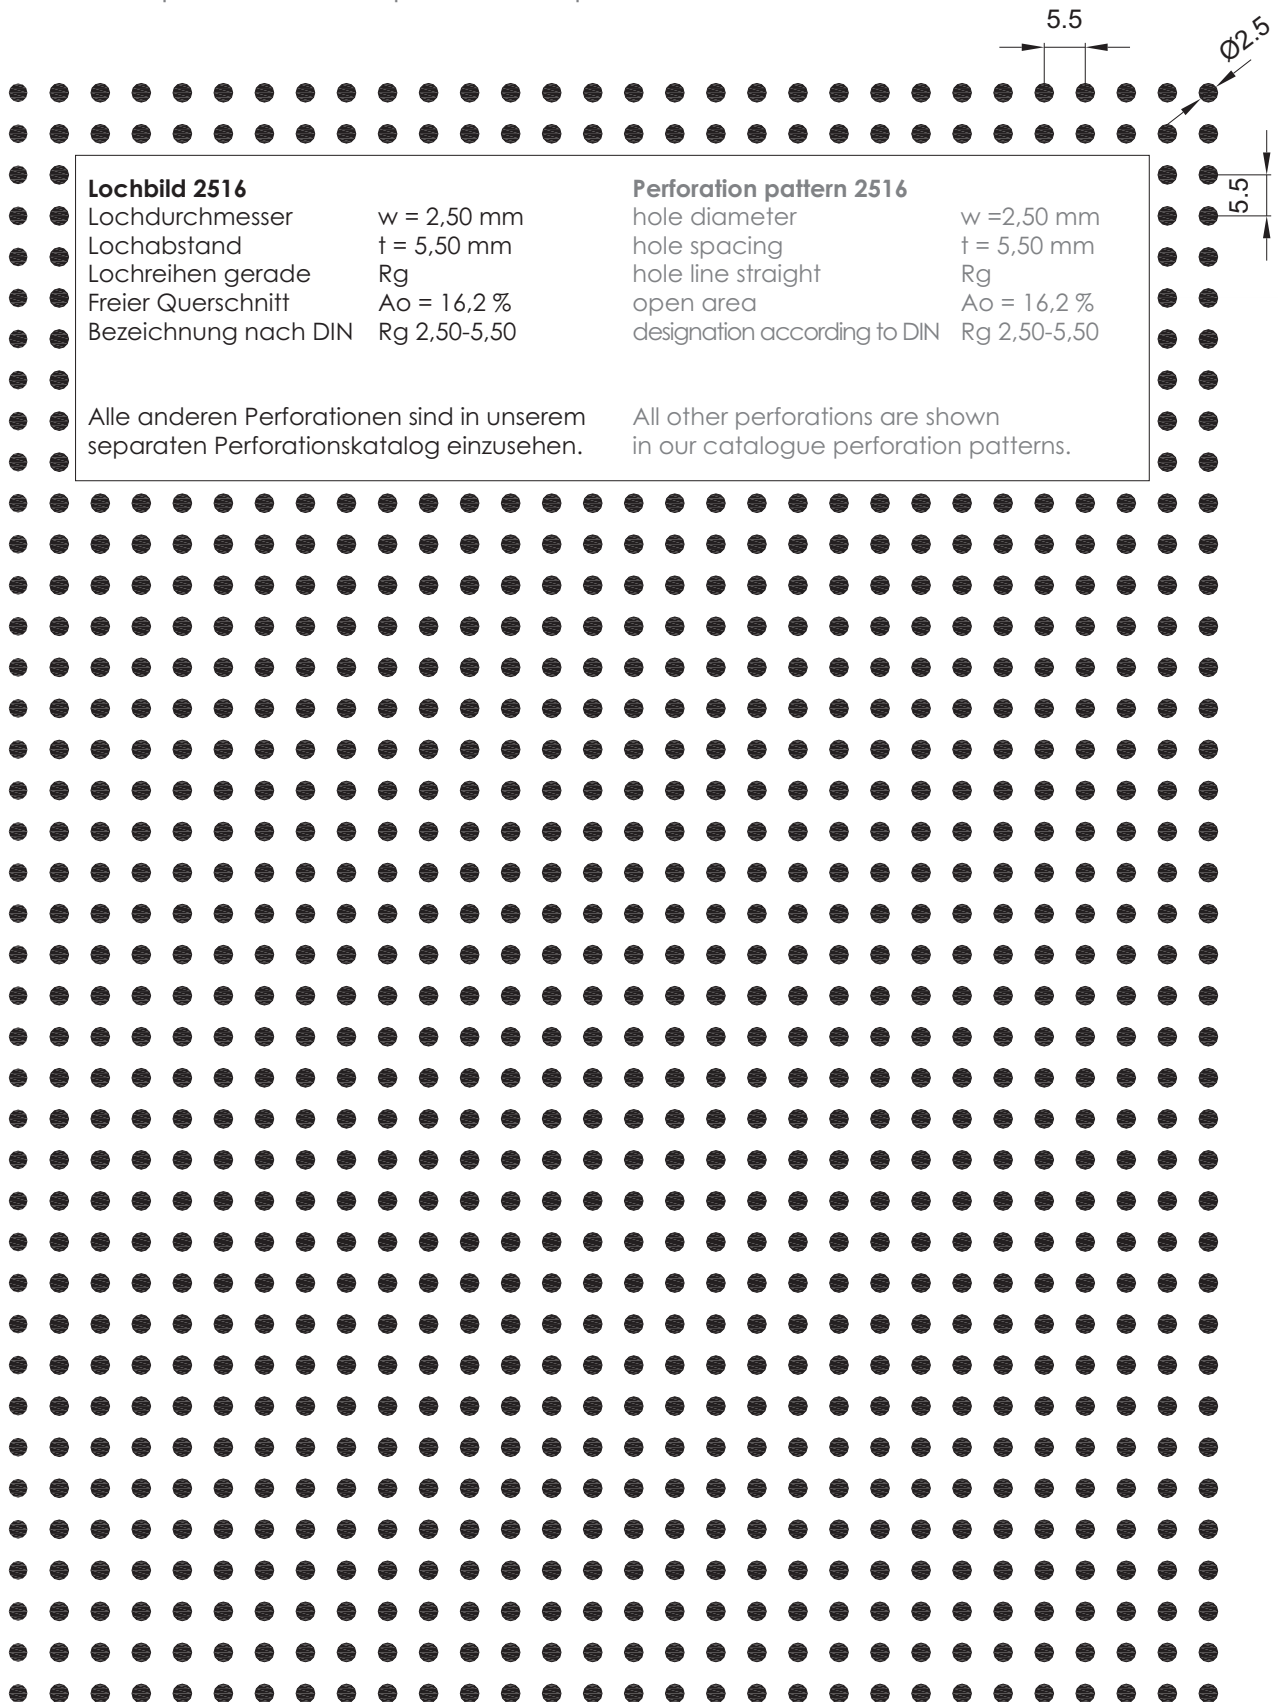 5.5
Ø2.5
5.5
Lochbild 2516
Lochdurchmesser w = 2,50 mm
Lochabstand t = 5,50 mm
Lochreihen gerade Rg
Freier Querschnitt Ao = 16,2 %
Bezeichnung nach DIN Rg 2,50-5,50
Alle anderen Perforationen sind in unserem
separaten Perforationskatalog einzusehen.
Perforation pattern 2516
hole diameter w =2,50 mm
hole spacing t = 5,50 mm
hole line straight Rg
open area Ao = 16,2 %
designation according to DIN Rg 2,50-5,50
All other perforations are shown
in our catalogue perforation patterns.